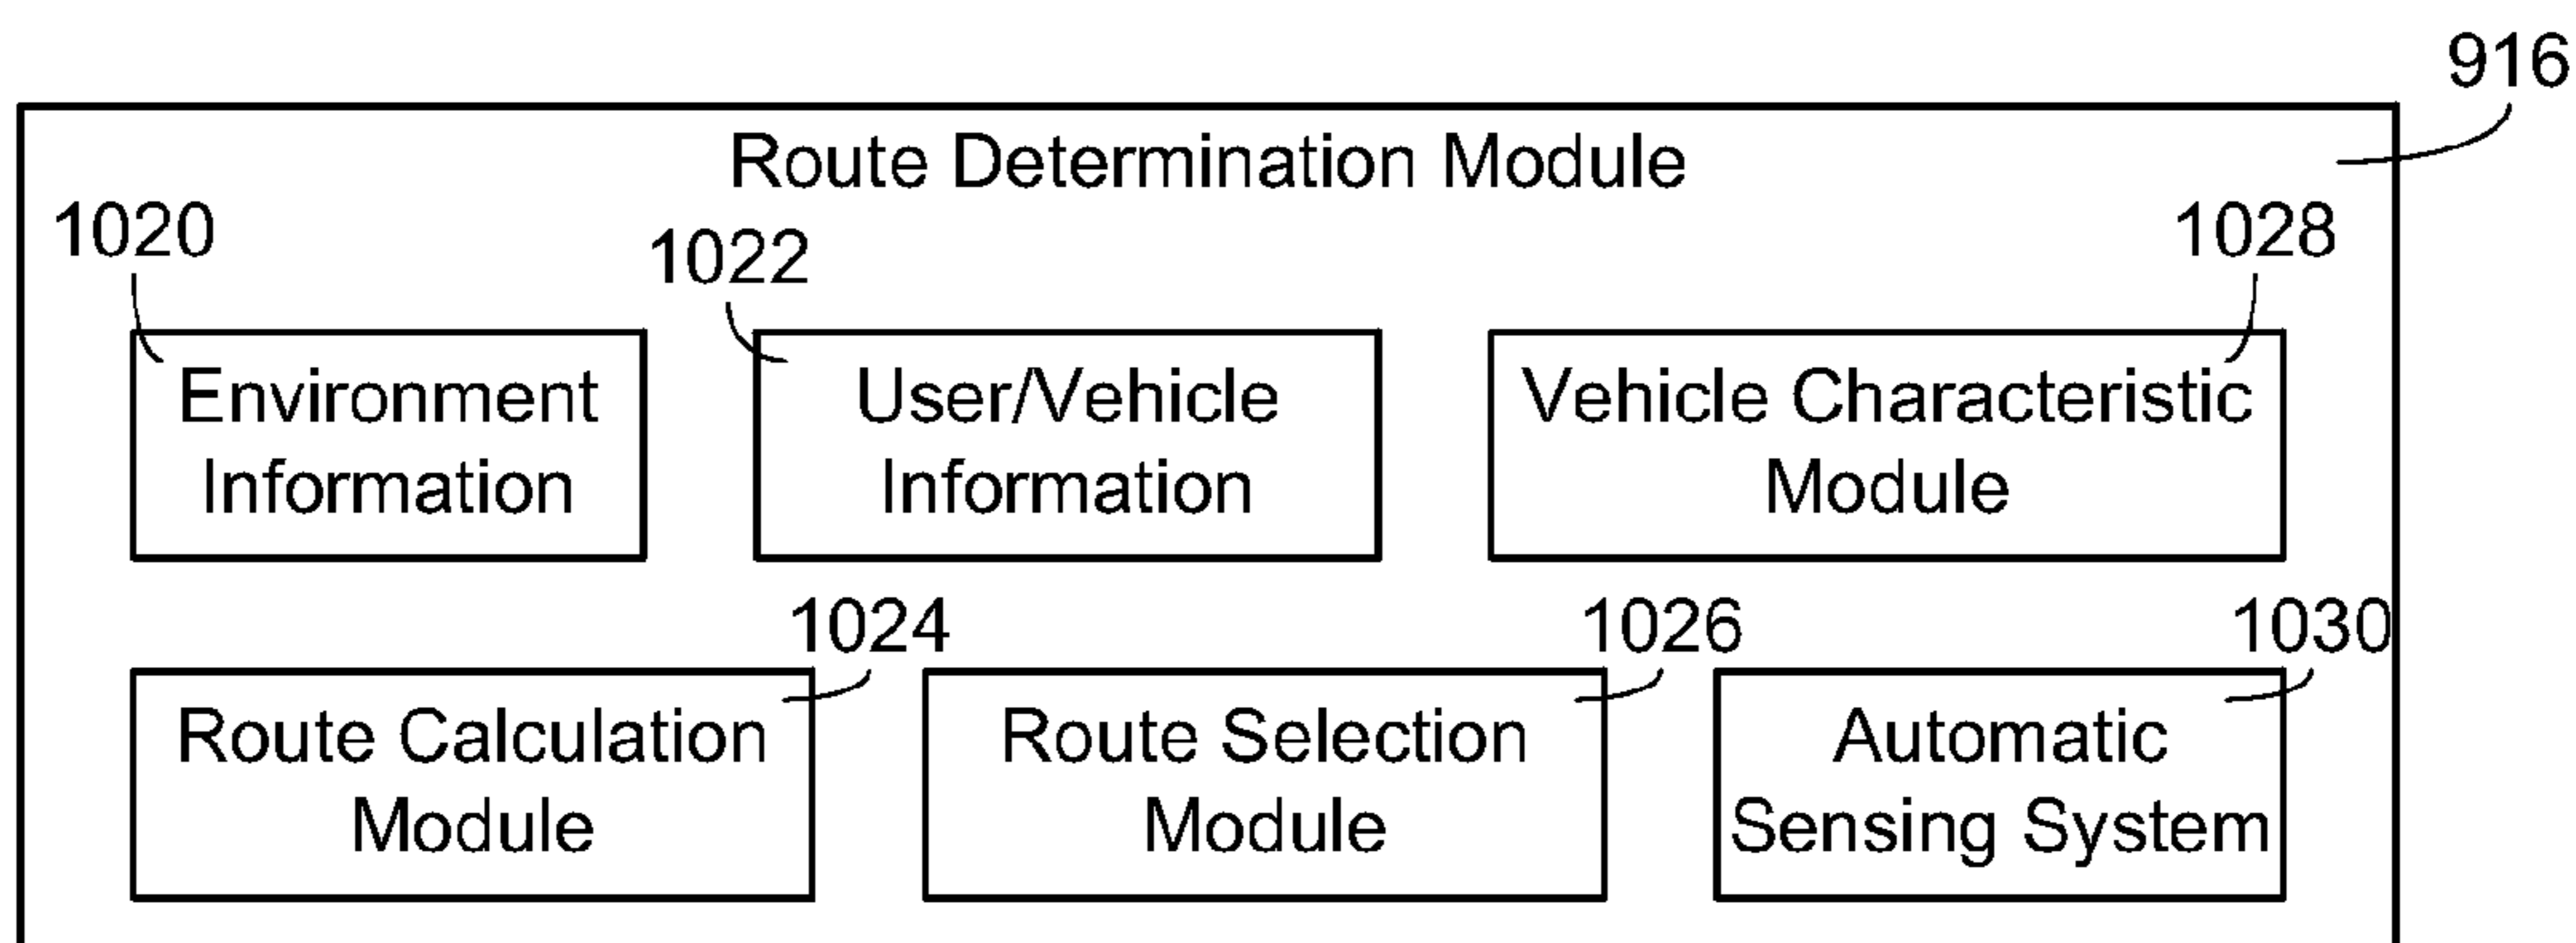 916
Route Determination Module
1020
1022
1028
Environment
Information
User/Vehicle
Information
Vehicle Characteristic
Module
1024
1026
1030
Route Calculation
Module
Route Selection
Module
Automatic
Sensing System